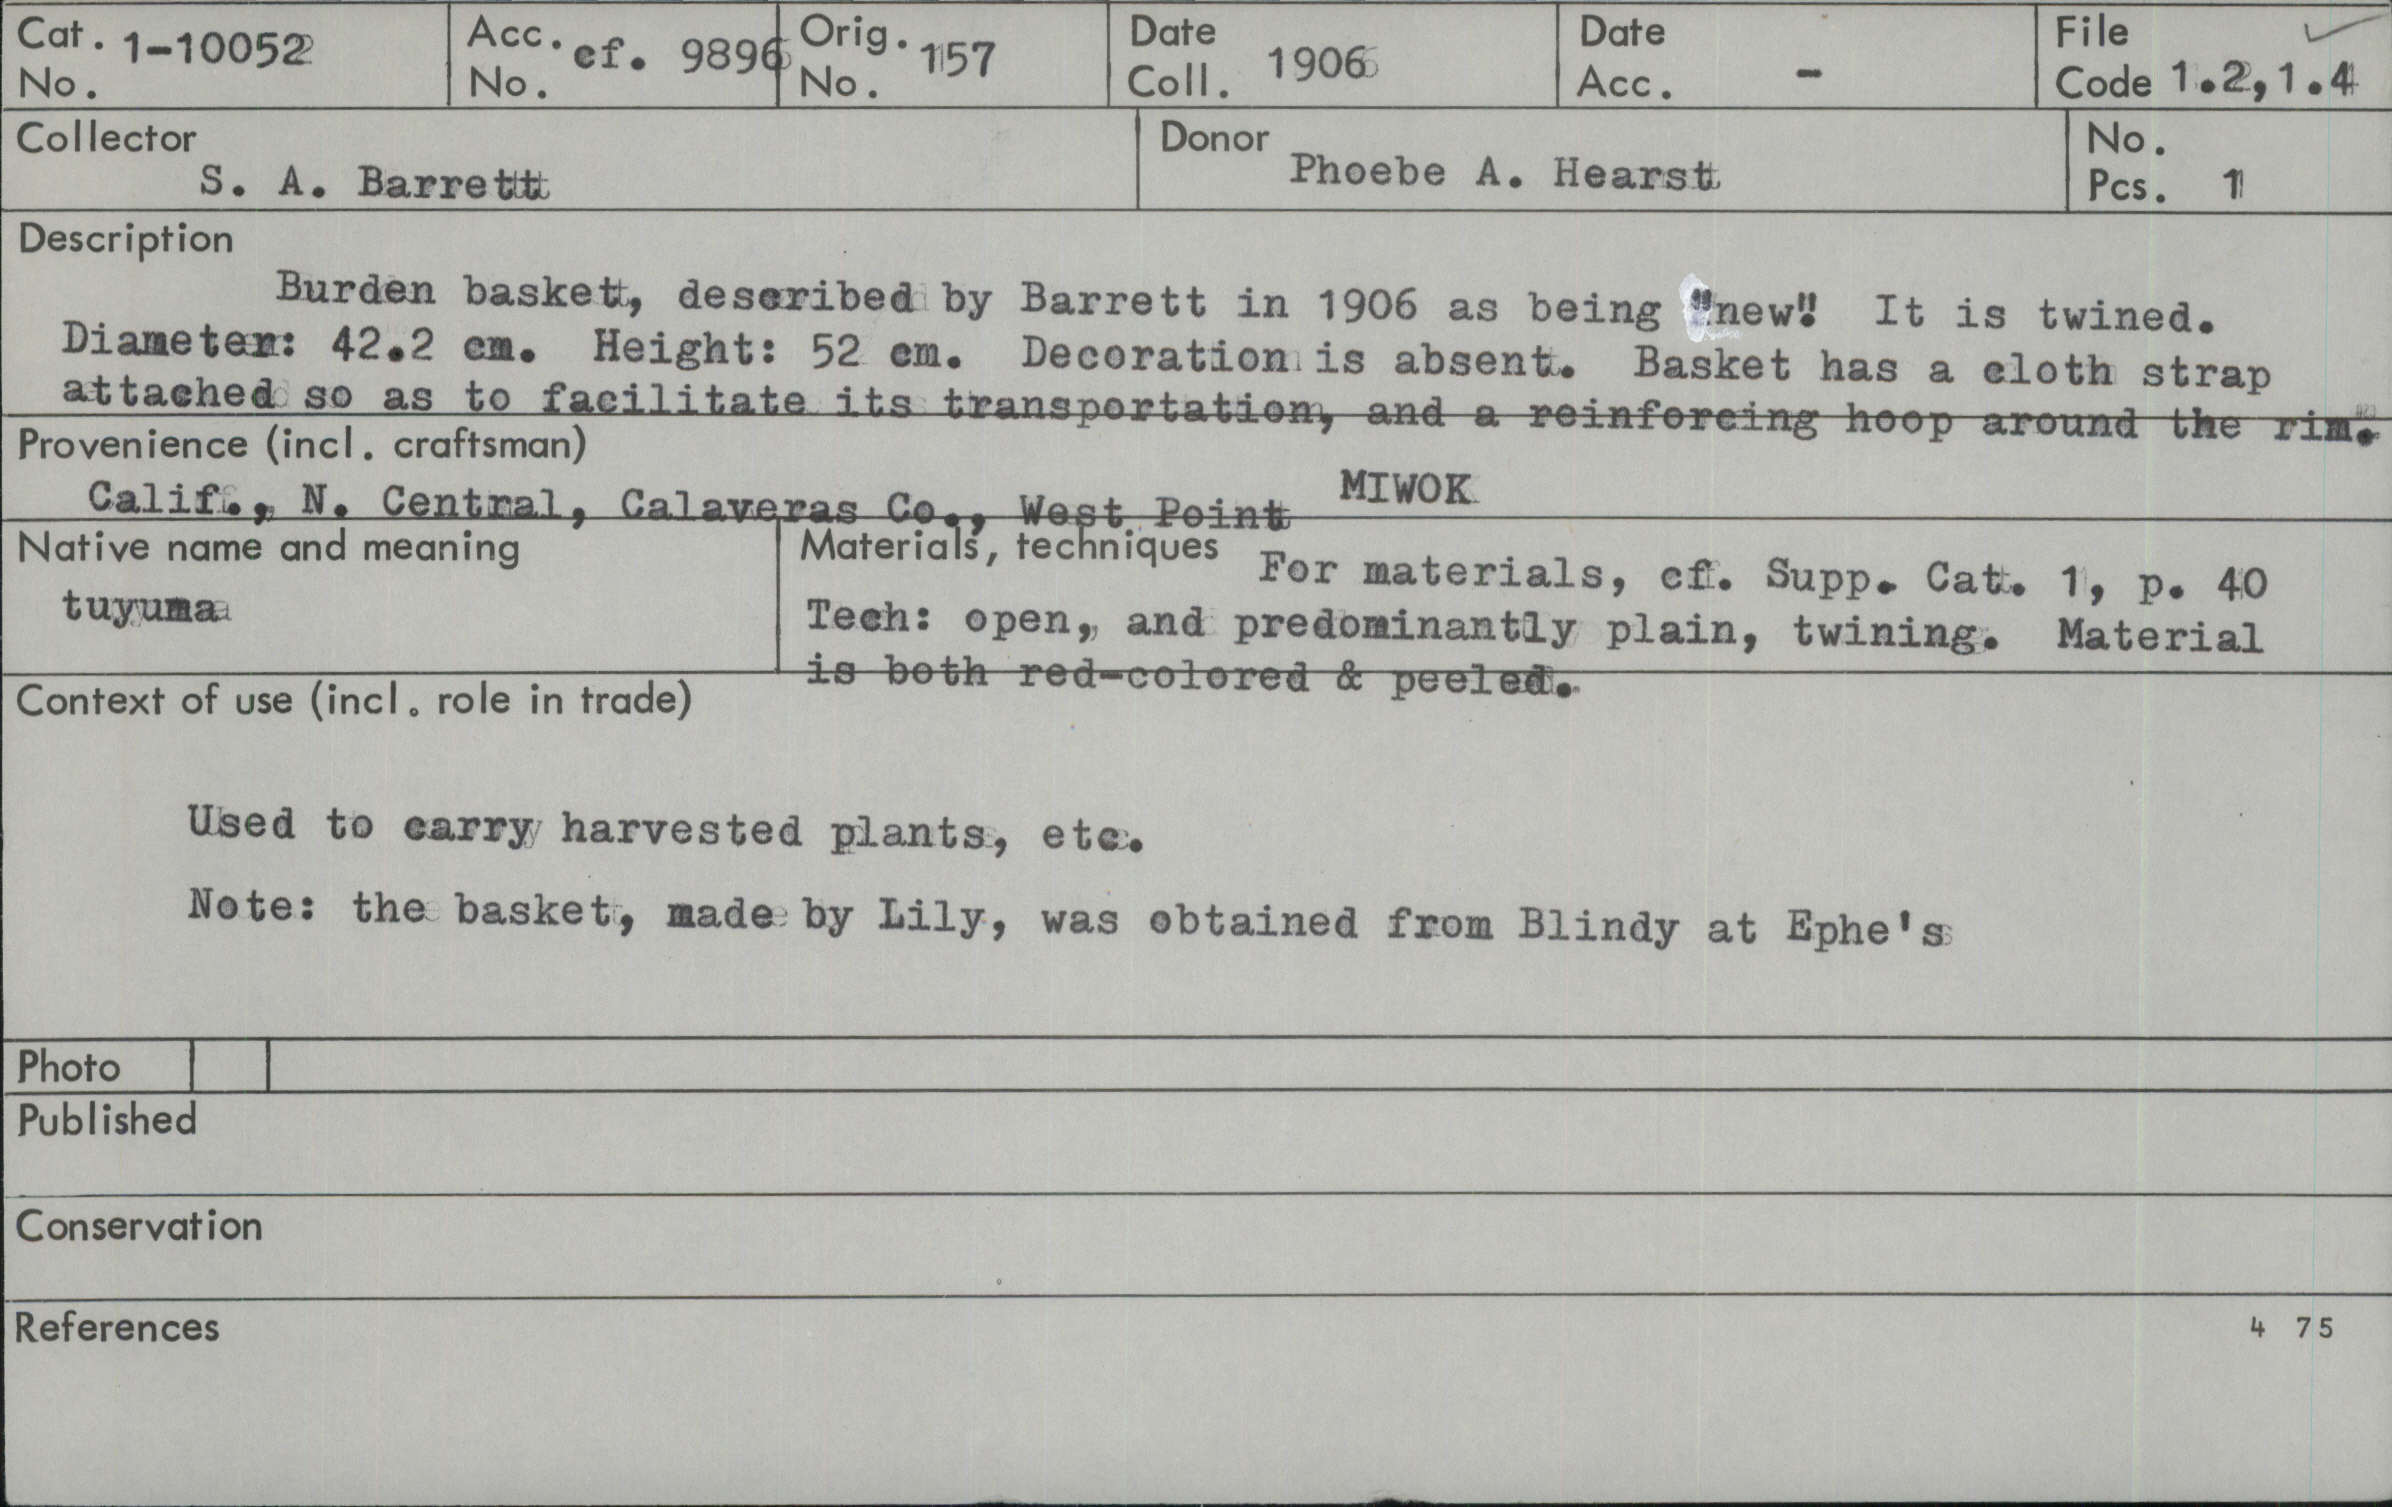 Cat. No. 1-10052 Acc. No. cf. 9896 Orig. No. 157 Date Coll. 1906 Date Acc. - File Code 1.2,1.4
Collector S. A. Barrett Donor Phoebe A. Hearst No. Pcs. 1
Description
Burden basket, described by Barrett in 1906 as being "new". It is twined.
Diameter: 42.2 cm. Height: 52 cm. Decoration is absent. Basket has a cloth strap
attached so as to facilitate its transportation, and a reinforcing hoop around the rim.
Provenience (incl. craftsman)
MIWOK
Calif., N. Central, Calaveras Co., West Point
Native name and meaning
tuyuma
Materials, techniques For materials, cf. Supp. Cat. 1, p. 40
Tech: open, and predominantly plain, twining. Material
is both red-colored & peeled.
Context of use (incl. role in trade)
Used to carry harvested plants, etc.
Note: the basket, made by Lily, was obtained from Blindy at Ephe's
Photo
Published
Conservation
References
4 75